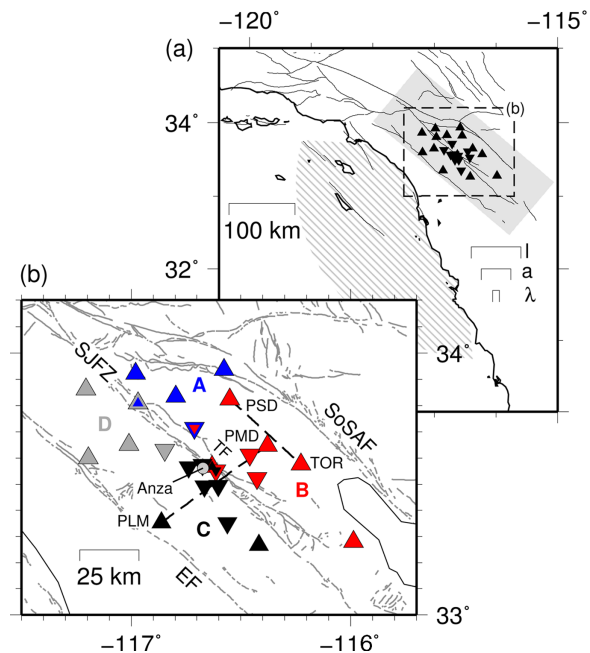 −120˚ −115˚
(a)
34˚
(b)
100 km
l
a
λ
32˚
(b)
34˚
SJFZ
A
PSD
SoSAF
D
PMD
TF
TOR
Anza
B
PLM
C
25 km
EF
33˚
−117˚ −116˚